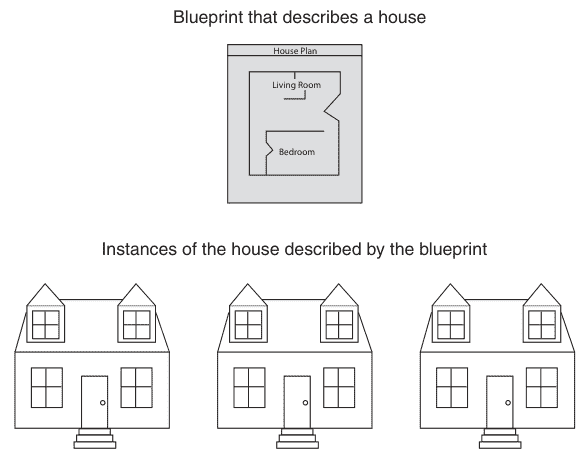 Blueprint that describes a house
House Plan
Living Room
Bedroom
Instances of the house described by the blueprint